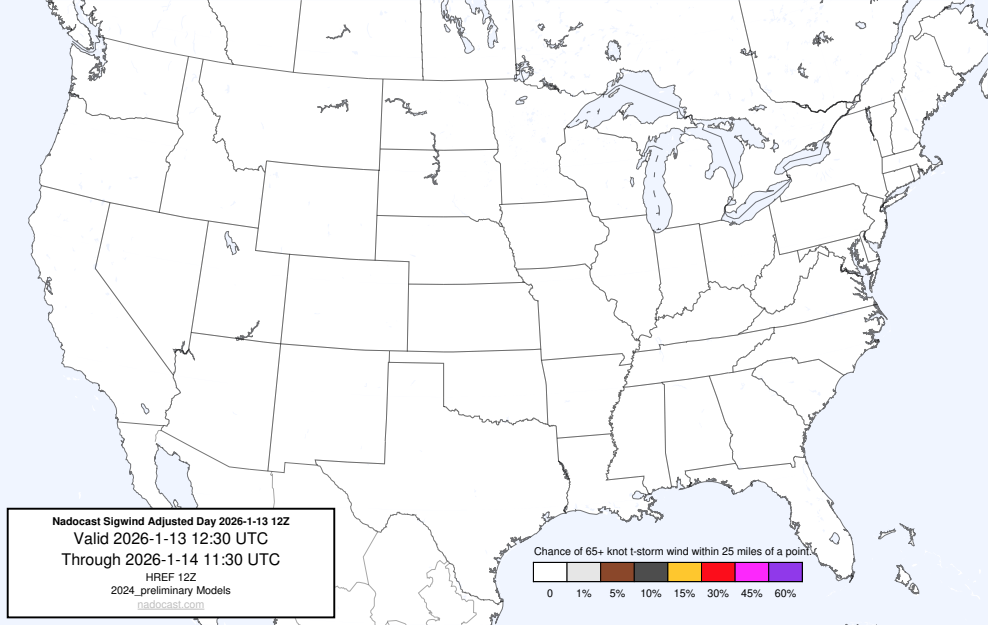 Nadocast Sigwind Adjusted Day 2026-1-13 12Z
Valid 2026-1-13 12:30 UTC
Through 2026-1-14 11:30 UTC
HREF 12Z
2024_preliminary Models
nadocast.com
Chance of 65+ knot t-storm wind within 25 miles of a point.
0 1% 5% 10% 15% 30% 45% 60%